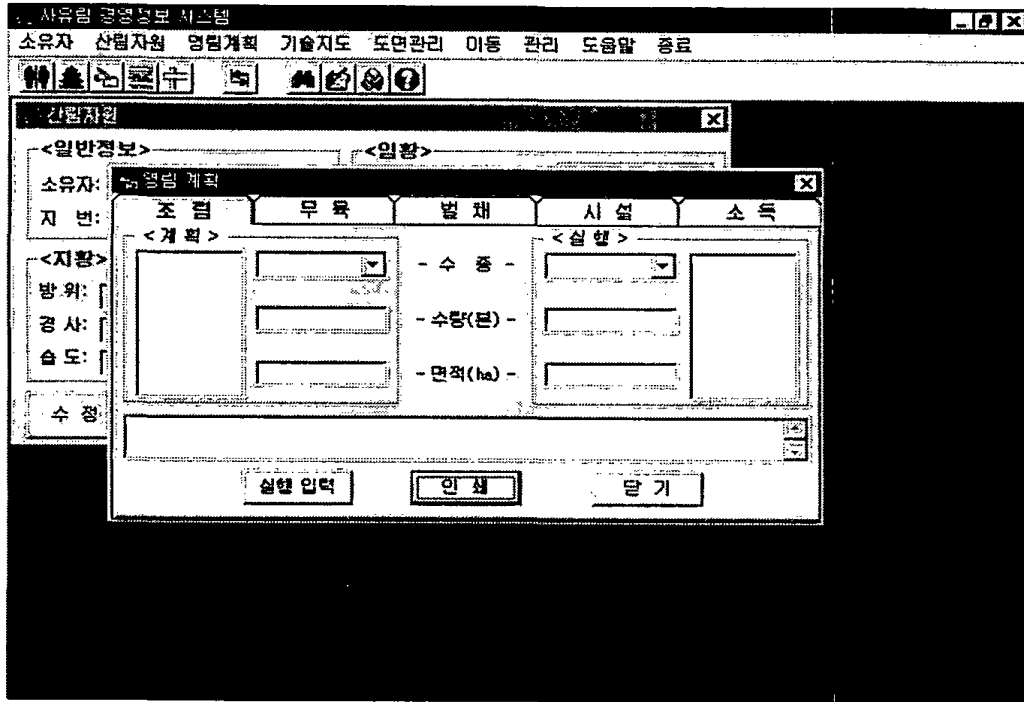 사유림 경영정보 시스템
소유자 산림자원 영림계획 기술지도 도면관리 이동 관리 도움말 종료
산림자원
<일반정보> <임황>
소유자:
지 번:
<지황>
방 위:
경 사:
습 도:
수 정
영림 계획
조 림 무 육 벌 채 시 설 소 득
<계 획> <실 행>
- 수 종 -
- 수량(본) -
- 면적(ha) -
실행 입력 인 쇄 닫 기